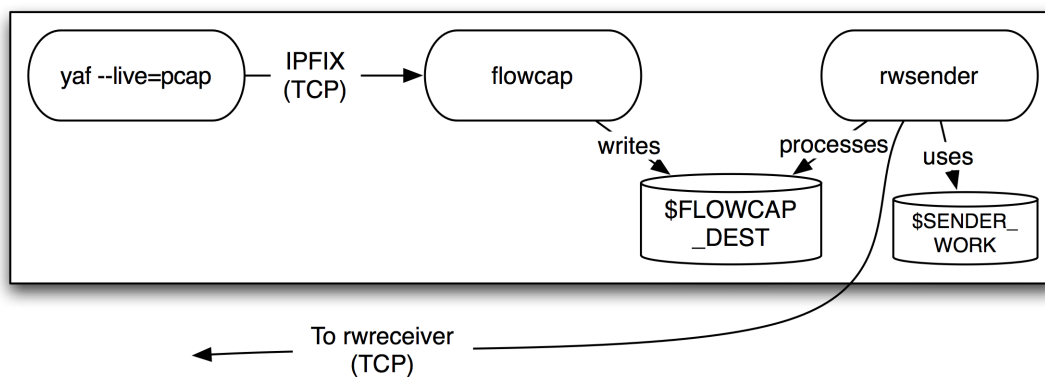 yaf --live=pcap
IPFIX
(TCP)
flowcap
rwsender
writes
processes
uses
$FLOWCAP
_DEST
$SENDER_
WORK
To rwreceiver
(TCP)